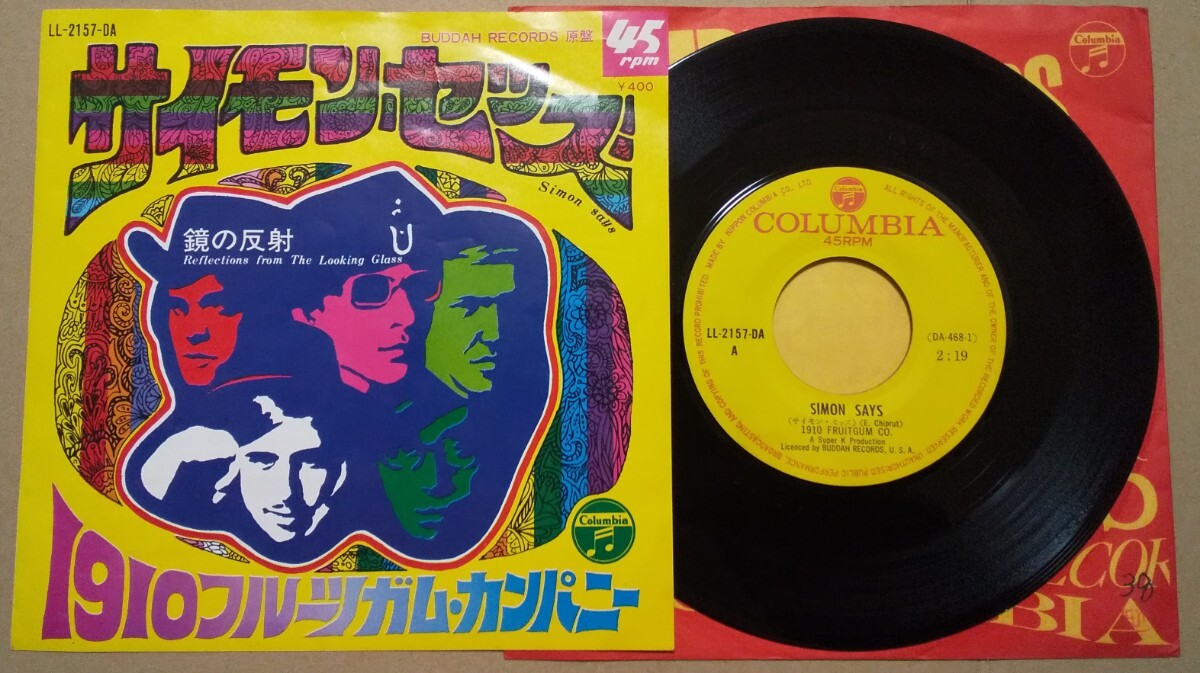 LL-2157-DA
BUDDAH RECORDS 原盤
45
rpm
¥400
サイモン・セッズ
Simon says
鏡の反射
Reflections from The Looking Glass
Columbia
1910フルーツガム・カンパニー
Columbia
COLUMBIA
45RPM
MADE BY NIPPON COLUMBIA CO., LTD.
ALL RIGHTS OF THE MANUFACTURER AND OF THE OWNER OF THE RECORDED WORK RESERVED. UNAUTHORISED PUBLIC PERFORMANCE, BROADCASTING AND COPYING OF THIS RECORD PROHIBITED
LL-2157-DA
A
(DA-468-1)
2:19
SIMON SAYS
(サイモン・セッズ) (E. Chiprut)
1910 FRUITGUM CO.
A Super K Production
Licenced by BUDDAH RECORDS, U.S.A.
38
BIA